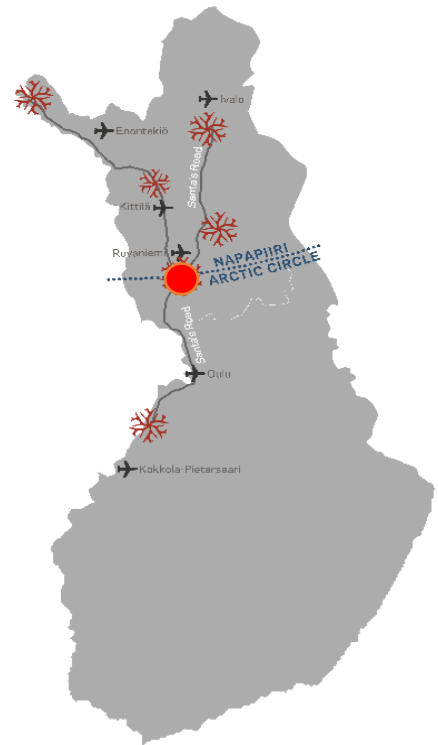 Ivalo
Enontekiö
Santa's Road
Kittilä
NAPAPIIRI
Rovaniemi
ARCTIC CIRCLE
Santa's Road
Oulu
Kokkola-Pietarsaari